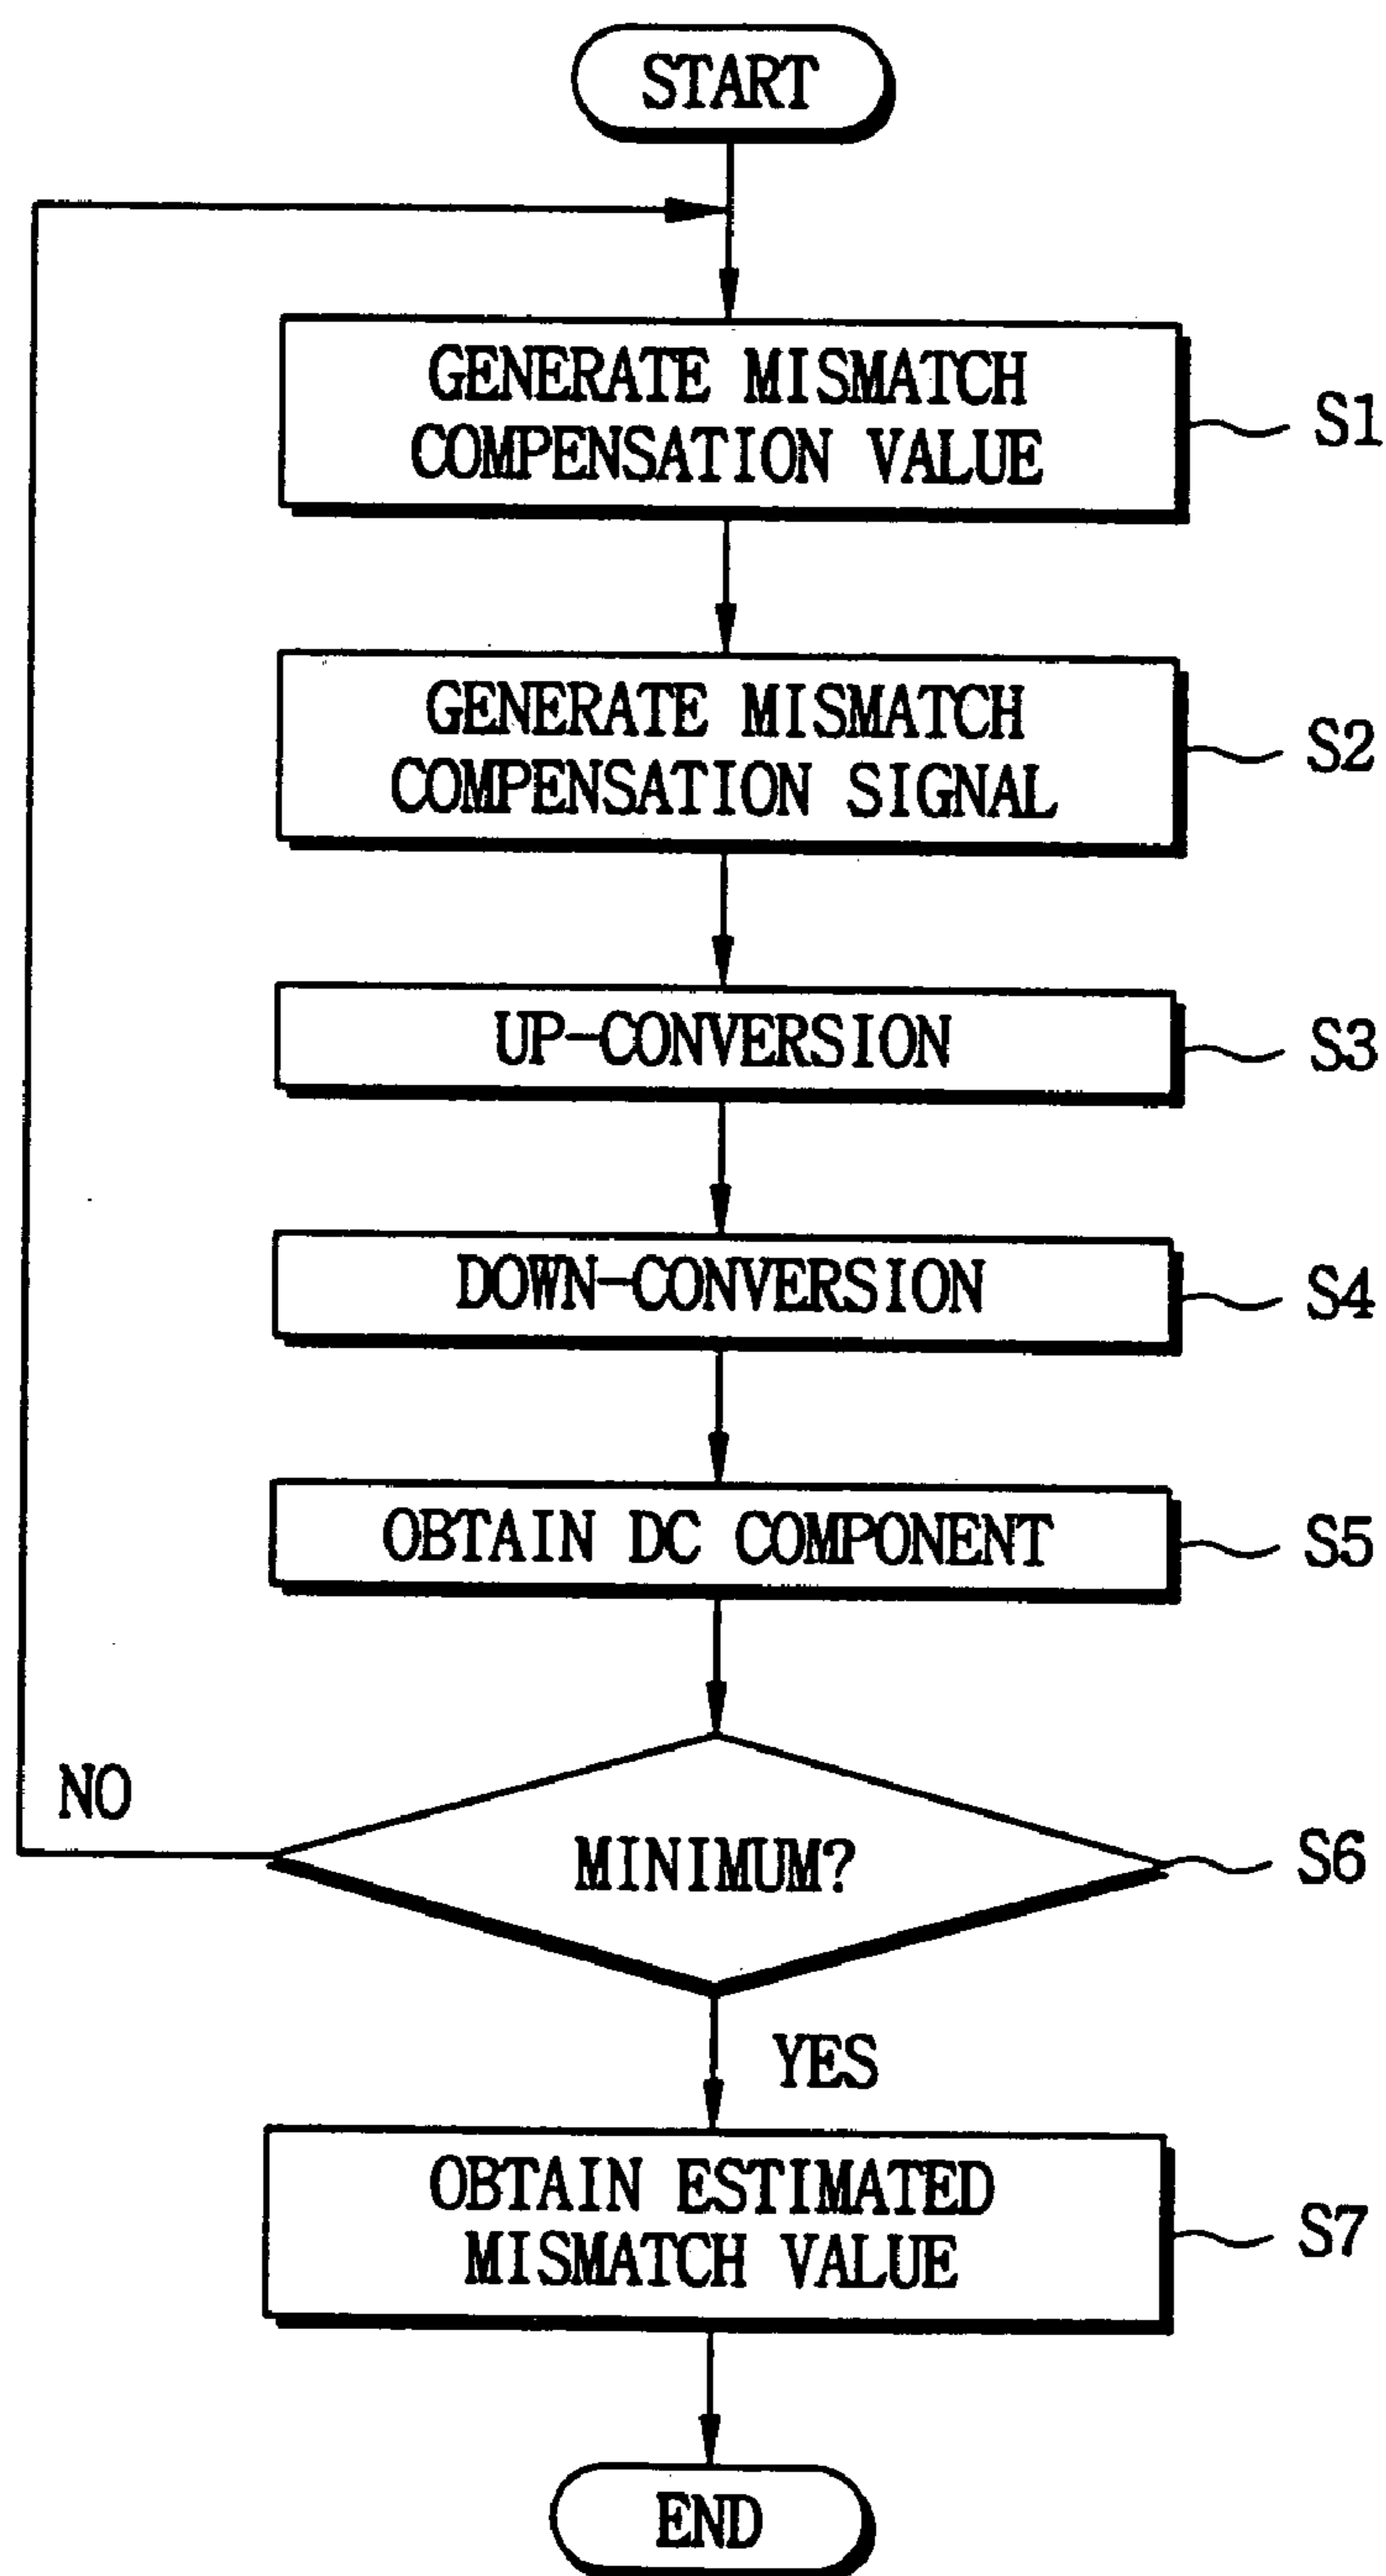 START
GENERATE MISMATCH
COMPENSATION VALUE
S1
GENERATE MISMATCH
COMPENSATION SIGNAL
S2
UP-CONVERSION
S3
DOWN-CONVERSION
S4
OBTAIN DC COMPONENT
S5
NO
MINIMUM?
S6
YES
OBTAIN ESTIMATED
MISMATCH VALUE
S7
END